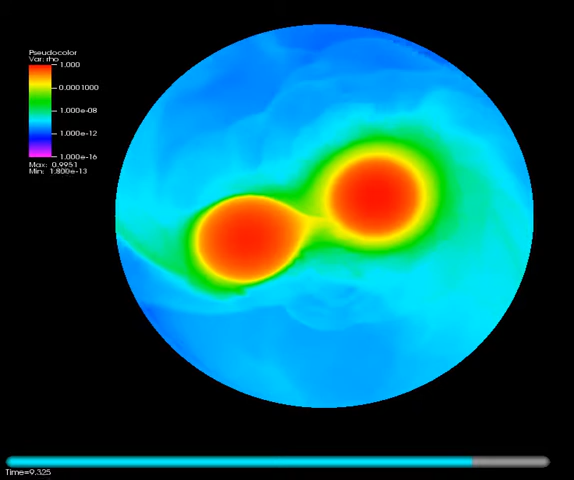 Pseudocolor
Var: rho
1.000
0.0001000
1.000e-08
1.000e-12
1.000e-16
Max: 0.9951
Min: 1.800e-13
Time=9.325